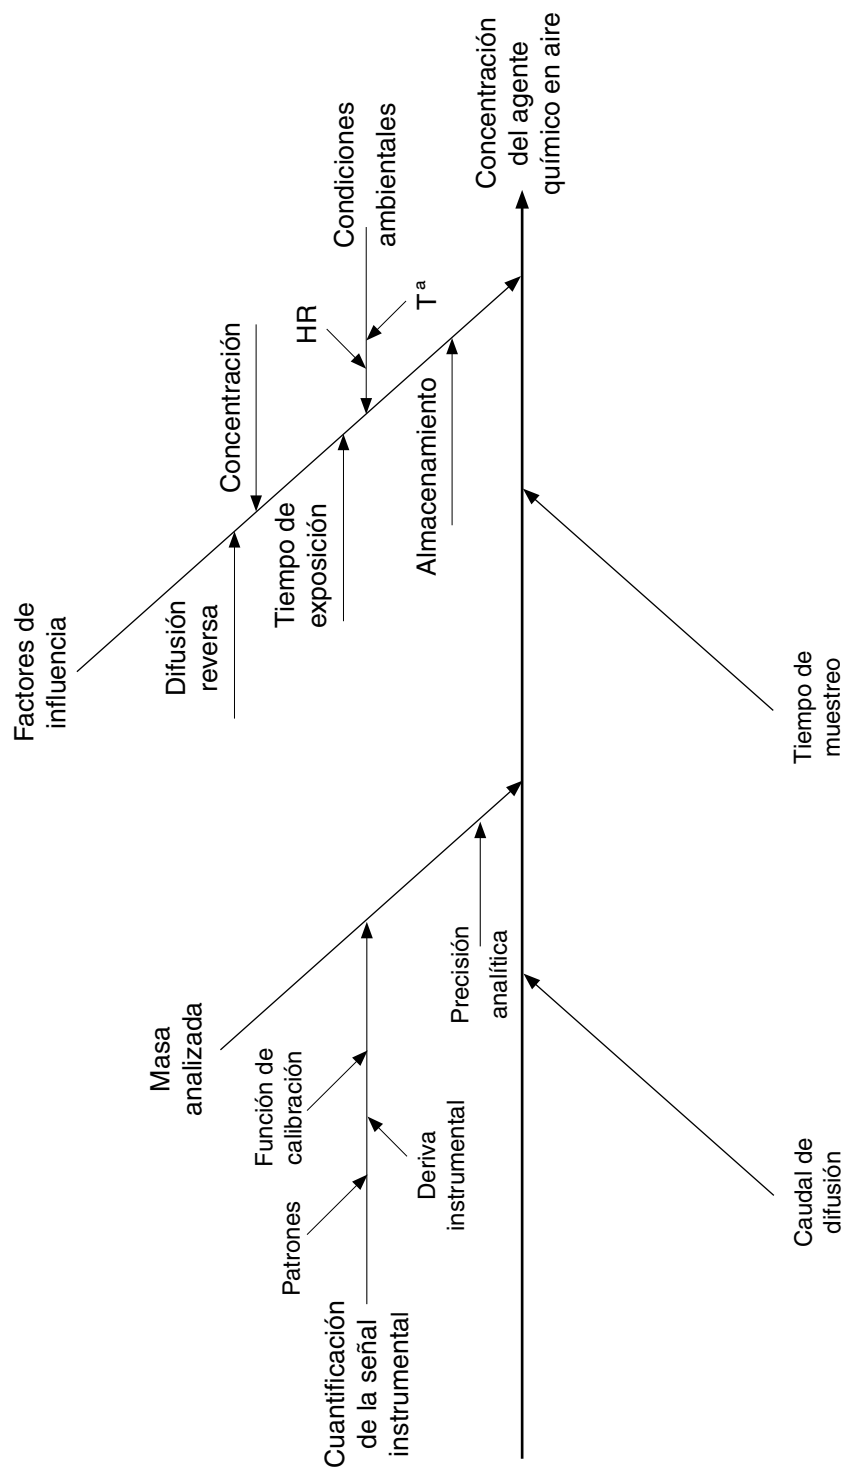 Factores de
influencia
Difusión
reversa
Concentración
Tiempo de
exposición
HR
Tª
Condiciones
ambientales
Almacenamiento
Concentración
del agente
químico en aire
Masa
analizada
Función de
calibración
Patrones
Deriva
instrumental
Cuantificación
de la señal
instrumental
Precisión
analítica
Caudal de
difusión
Tiempo de
muestreo